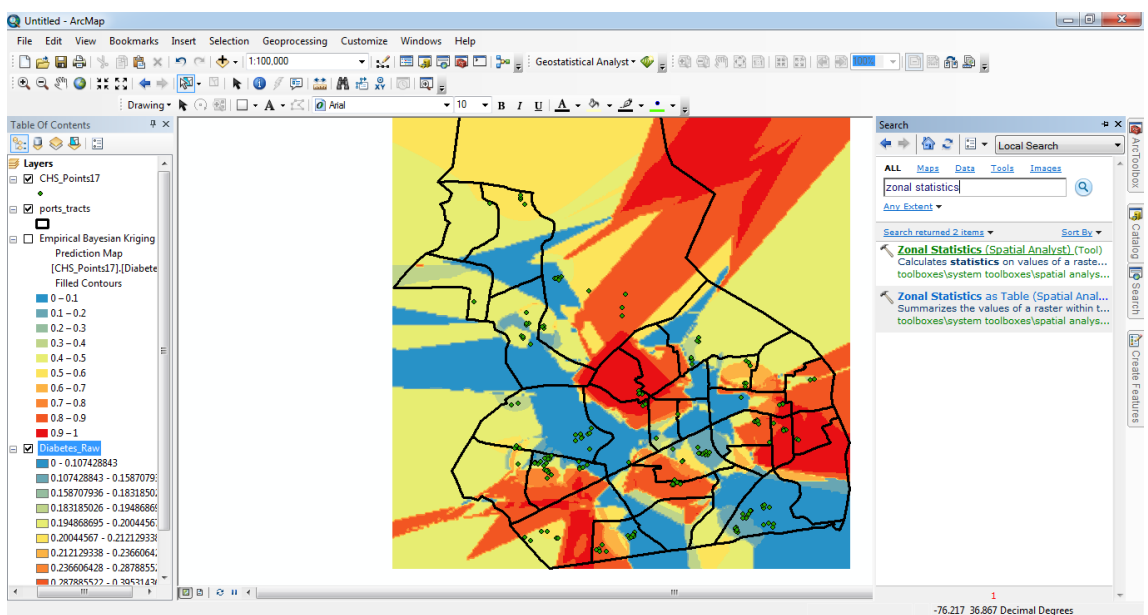 Untitled - ArcMap
File Edit View Bookmarks Insert Selection Geoprocessing Customize Windows Help
1:100,000 Geostatistical Analyst 100%
Drawing A Arial 10 B I U A
Table Of Contents
Layers
CHS_Points17
ports_tracts
Empirical Bayesian Kriging
Prediction Map
[CHS_Points17].[Diabete
Filled Contours
0 – 0.1
0.1 – 0.2
0.2 – 0.3
0.3 – 0.4
0.4 – 0.5
0.5 – 0.6
0.6 – 0.7
0.7 – 0.8
0.8 – 0.9
0.9 – 1
Diabetes_Raw
0 - 0.107428843
0.107428843 - 0.1587079
0.158707936 - 0.1831850
0.183185026 - 0.1948686
0.194868695 - 0.2004456
0.20044567 - 0.21212933
0.212129338 - 0.2366064
0.236606428 - 0.2878855
0.287885522 - 0.3953143
Search
Local Search
ALL Maps Data Tools Images
zonal statistics
Any Extent
Search returned 2 items Sort By
Zonal Statistics (Spatial Analyst) (Tool)
Calculates statistics on values of a raste...
toolboxes\system toolboxes\spatial analys...
Zonal Statistics as Table (Spatial Anal...
Summarizes the values of a raster within t...
toolboxes\system toolboxes\spatial analys...
1
ArcToolbox
Catalog
Search
Create Features
-76.217 36.867 Decimal Degrees